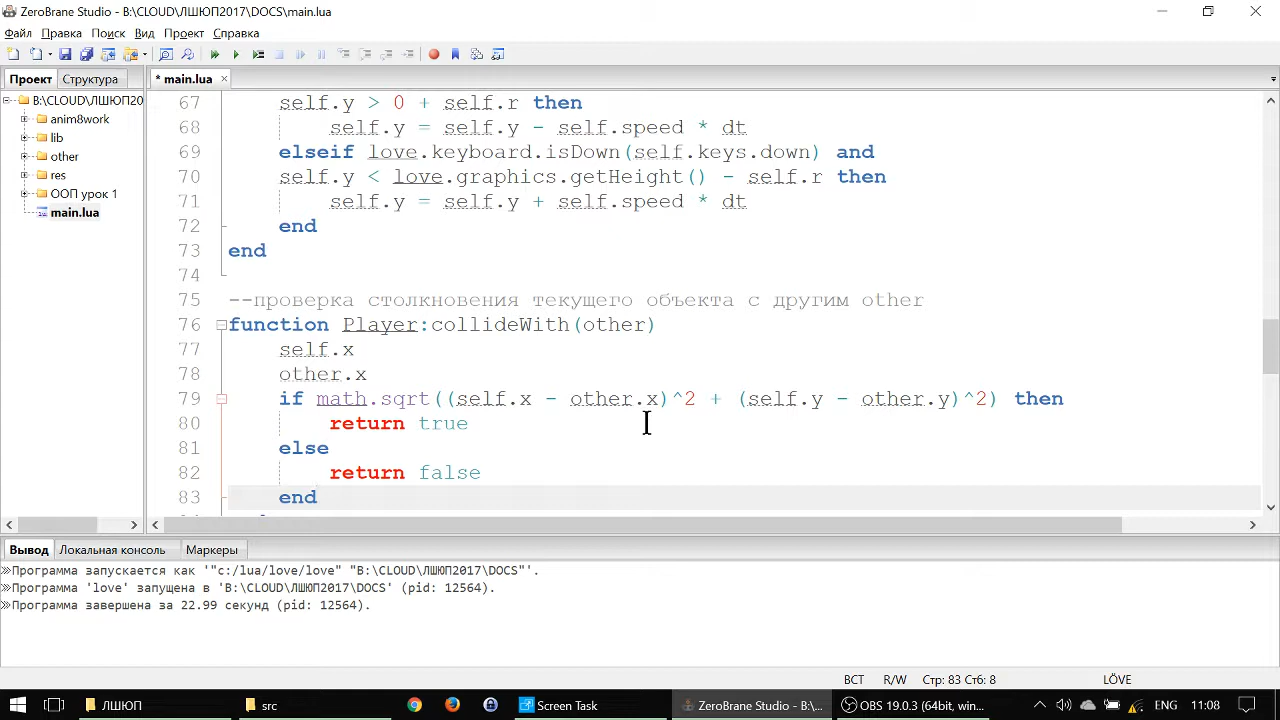 ZeroBrane Studio - B:\CLOUD\ЛШЮП2017\DOCS\main.lua
Файл Правка Поиск Вид Проект Справка
Проект Структура
* main.lua
B:\CLOUD\ЛШЮП20
anim8work
lib
other
res
ООП урок 1
main.lua
67 self.y > 0 + self.r then
68 self.y = self.y - self.speed * dt
69 elseif love.keyboard.isDown(self.keys.down) and
70 self.y < love.graphics.getHeight() - self.r then
71 self.y = self.y + self.speed * dt
72 end
73 end
74
75 --проверка столкновения текущего объекта с другим other
76 function Player:collideWith(other)
77 self.x
78 other.x
79 if math.sqrt((self.x - other.x)^2 + (self.y - other.y)^2) then
80 return true
81 else
82 return false
83 end
Вывод Локальная консоль Маркеры
Программа запускается как '"c:/lua/love/love" "B:\CLOUD\ЛШЮП2017\DOCS"'.
Программа 'love' запущена в 'B:\CLOUD\ЛШЮП2017\DOCS' (pid: 12564).
Программа завершена за 22.99 секунд (pid: 12564).
ВСТ R/W Стр: 83 Стб: 8 LÖVE
ЛШЮП src Screen Task ZeroBrane Studio - B:\... OBS 19.0.3 (64bit, win... ENG 11:08